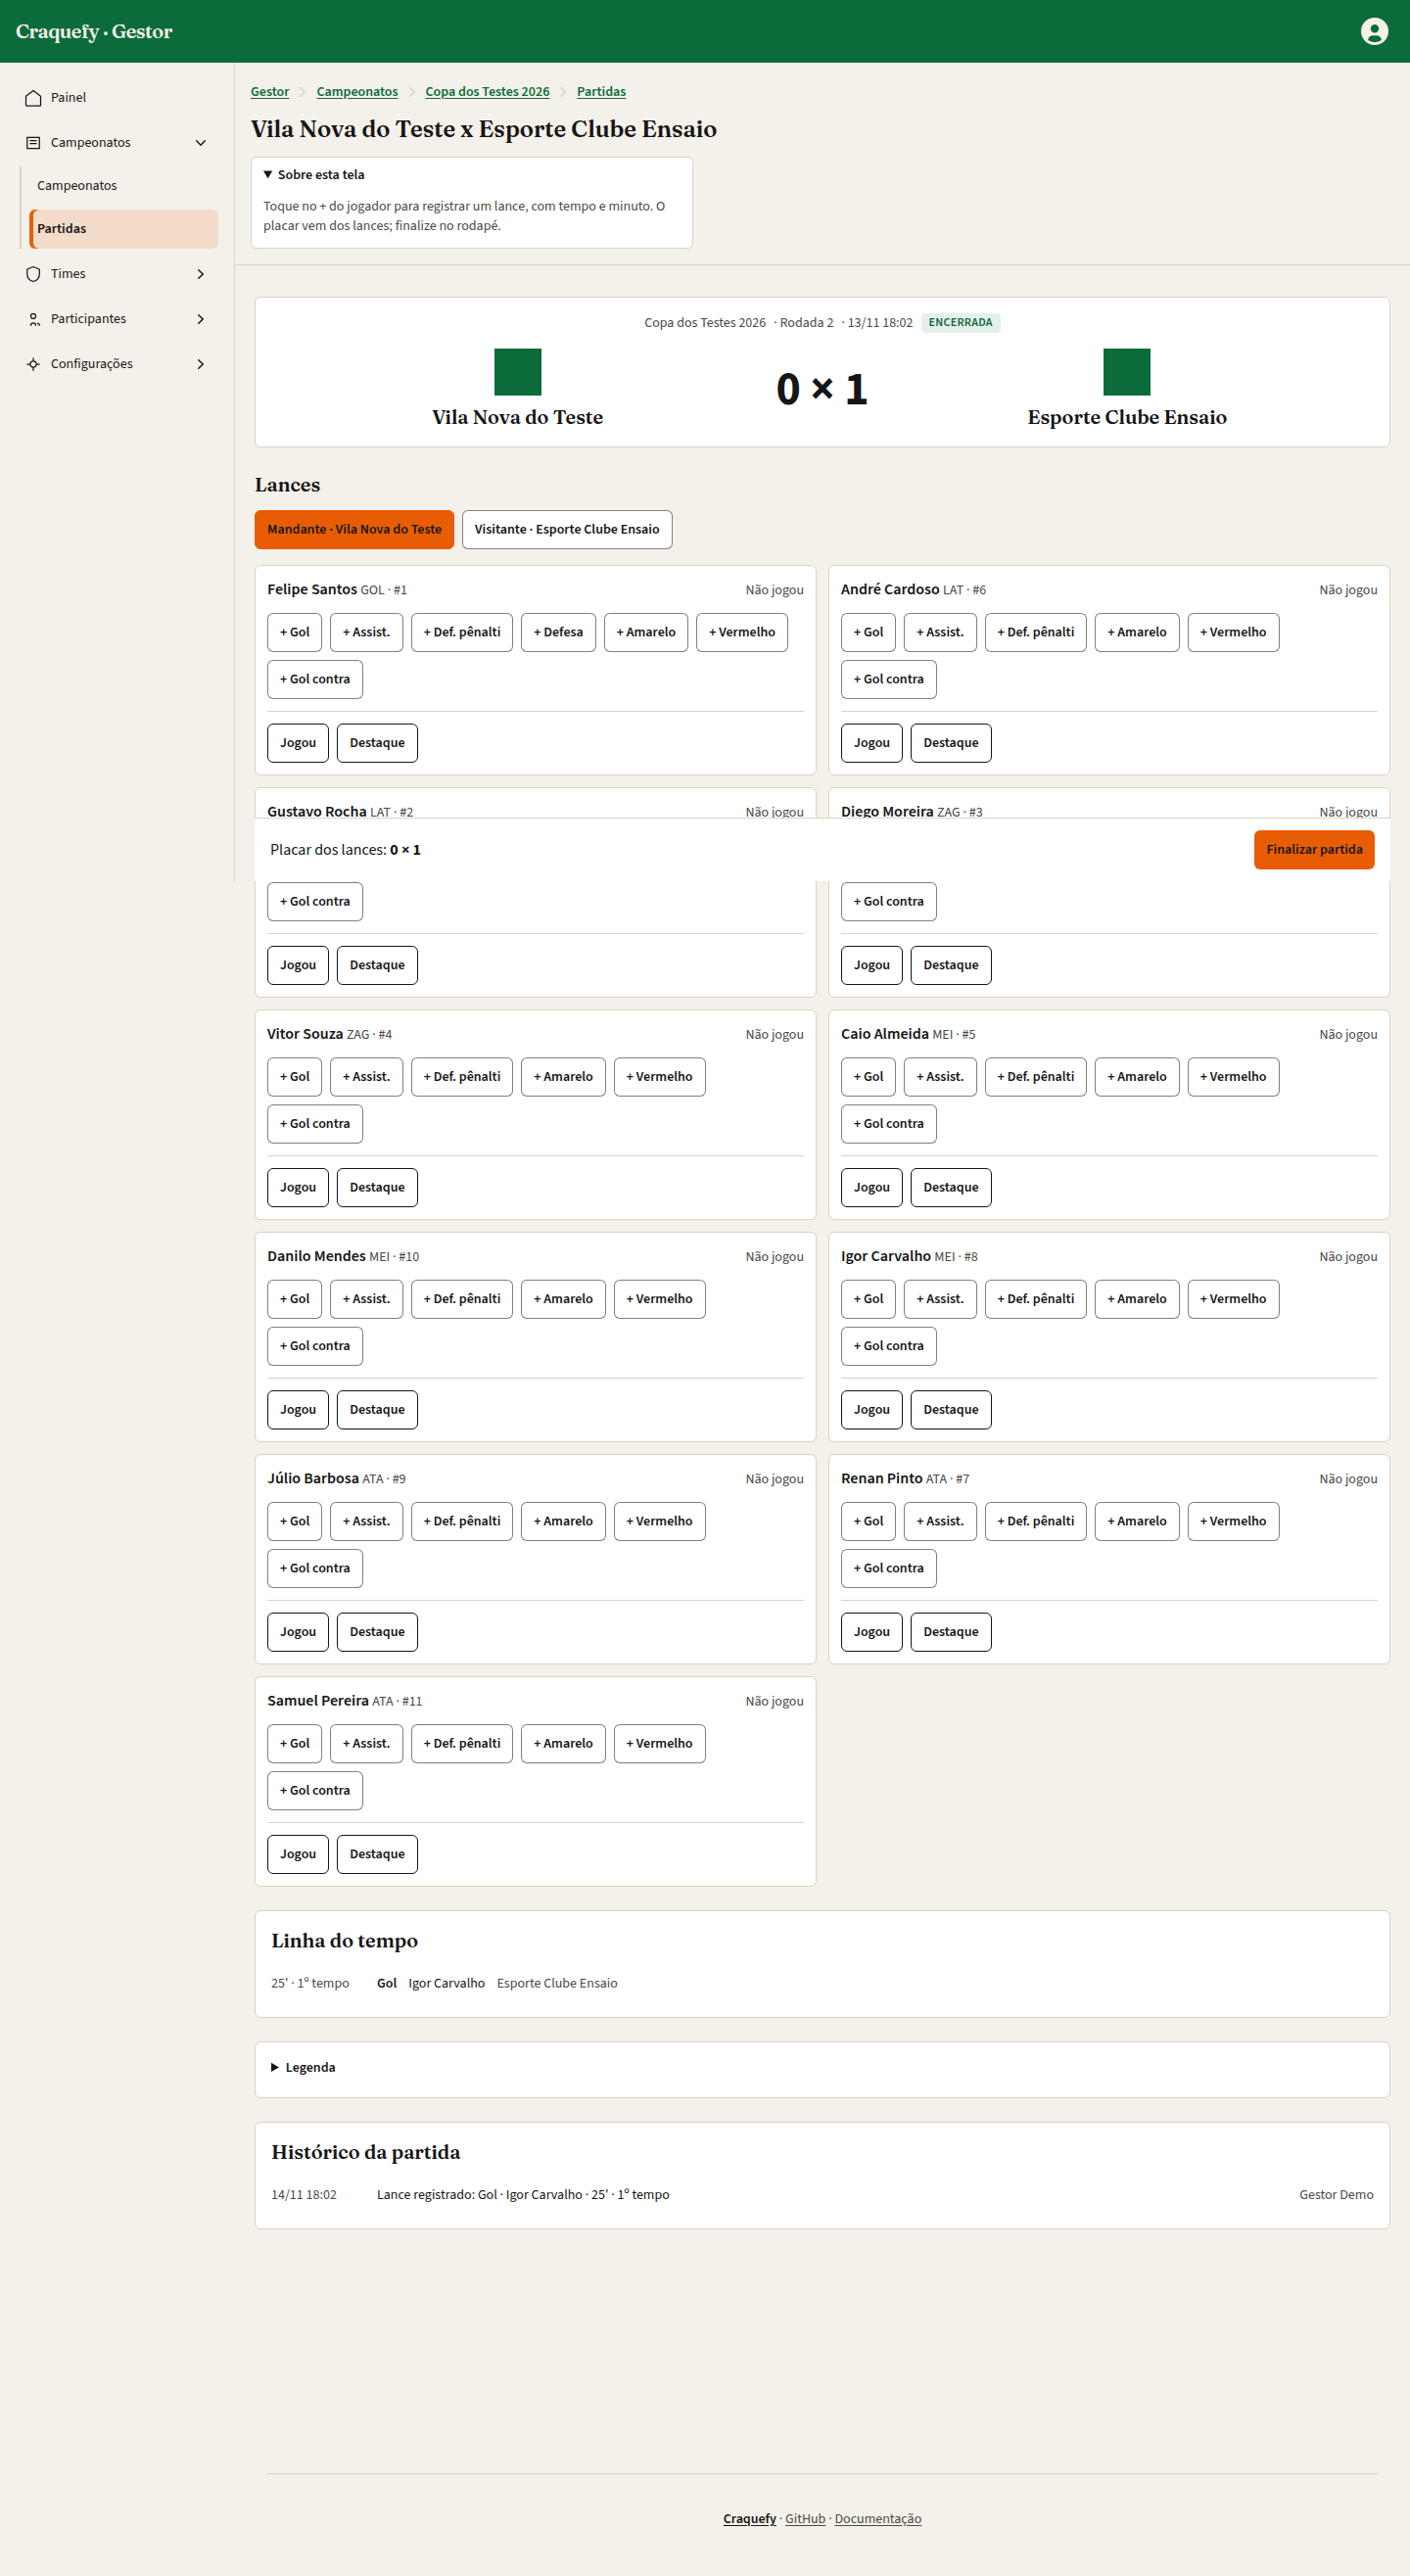 Craquefy · Gestor
Painel
Campeonatos
Campeonatos
Partidas
Times
Participantes
Configurações
Gestor
Campeonatos
Copa dos Testes 2026
Partidas
Vila Nova do Teste x Esporte Clube Ensaio
Sobre esta tela
Toque no + do jogador para registrar um lance, com tempo e minuto. O
placar vem dos lances; finalize no rodapé.
Copa dos Testes 2026 · Rodada 2 · 13/11 18:02 ENCERRADA
0 × 1
Vila Nova do Teste
Esporte Clube Ensaio
Lances
Mandante · Vila Nova do Teste
Visitante · Esporte Clube Ensaio
Felipe Santos GOL · #1 Não jogou
+ Gol + Assist. + Def. pênalti + Defesa + Amarelo + Vermelho
+ Gol contra
Jogou Destaque
André Cardoso LAT · #6 Não jogou
+ Gol + Assist. + Def. pênalti + Amarelo + Vermelho
+ Gol contra
Jogou Destaque
Gustavo Rocha LAT · #2 Não jogou
Diego Moreira ZAG · #3 Não jogou
Placar dos lances: 0 × 1
Finalizar partida
+ Gol contra
Jogou Destaque
+ Gol contra
Jogou Destaque
Vitor Souza ZAG · #4 Não jogou
+ Gol + Assist. + Def. pênalti + Amarelo + Vermelho
+ Gol contra
Jogou Destaque
Caio Almeida MEI · #5 Não jogou
+ Gol + Assist. + Def. pênalti + Amarelo + Vermelho
+ Gol contra
Jogou Destaque
Danilo Mendes MEI · #10 Não jogou
+ Gol + Assist. + Def. pênalti + Amarelo + Vermelho
+ Gol contra
Jogou Destaque
Igor Carvalho MEI · #8 Não jogou
+ Gol + Assist. + Def. pênalti + Amarelo + Vermelho
+ Gol contra
Jogou Destaque
Júlio Barbosa ATA · #9 Não jogou
+ Gol + Assist. + Def. pênalti + Amarelo + Vermelho
+ Gol contra
Jogou Destaque
Renan Pinto ATA · #7 Não jogou
+ Gol + Assist. + Def. pênalti + Amarelo + Vermelho
+ Gol contra
Jogou Destaque
Samuel Pereira ATA · #11 Não jogou
+ Gol + Assist. + Def. pênalti + Amarelo + Vermelho
+ Gol contra
Jogou Destaque
Linha do tempo
25' · 1º tempo Gol Igor Carvalho Esporte Clube Ensaio
Legenda
Histórico da partida
14/11 18:02 Lance registrado: Gol · Igor Carvalho · 25' · 1º tempo Gestor Demo
Craquefy · GitHub · Documentação